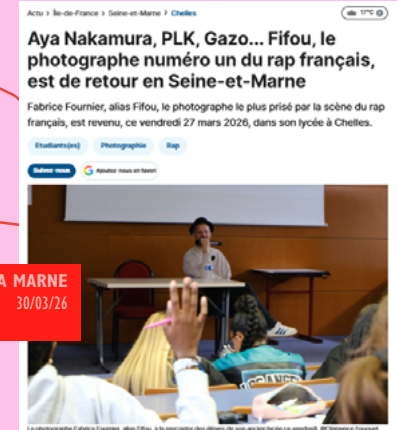 Actu > Île-de-France > Seine-et-Marne > Chelles
17°C
Aya Nakamura, PLK, Gazo... Fifou, le
photographe numéro un du rap français,
est de retour en Seine-et-Marne
Fabrice Fournier, alias Fifou, le photographe le plus prisé par la scène du rap
français, est revenu, ce vendredi 27 mars 2026, dans son lycée à Chelles.
Etudiants(es) Photographie Rap
Suivez-nous Ajoutez nous en favori
A MARNE
30/03/26
Le photographe Fabrice Fournier, alias Fifou, à la rencontre des élèves de son ancien lycée ce vendredi.